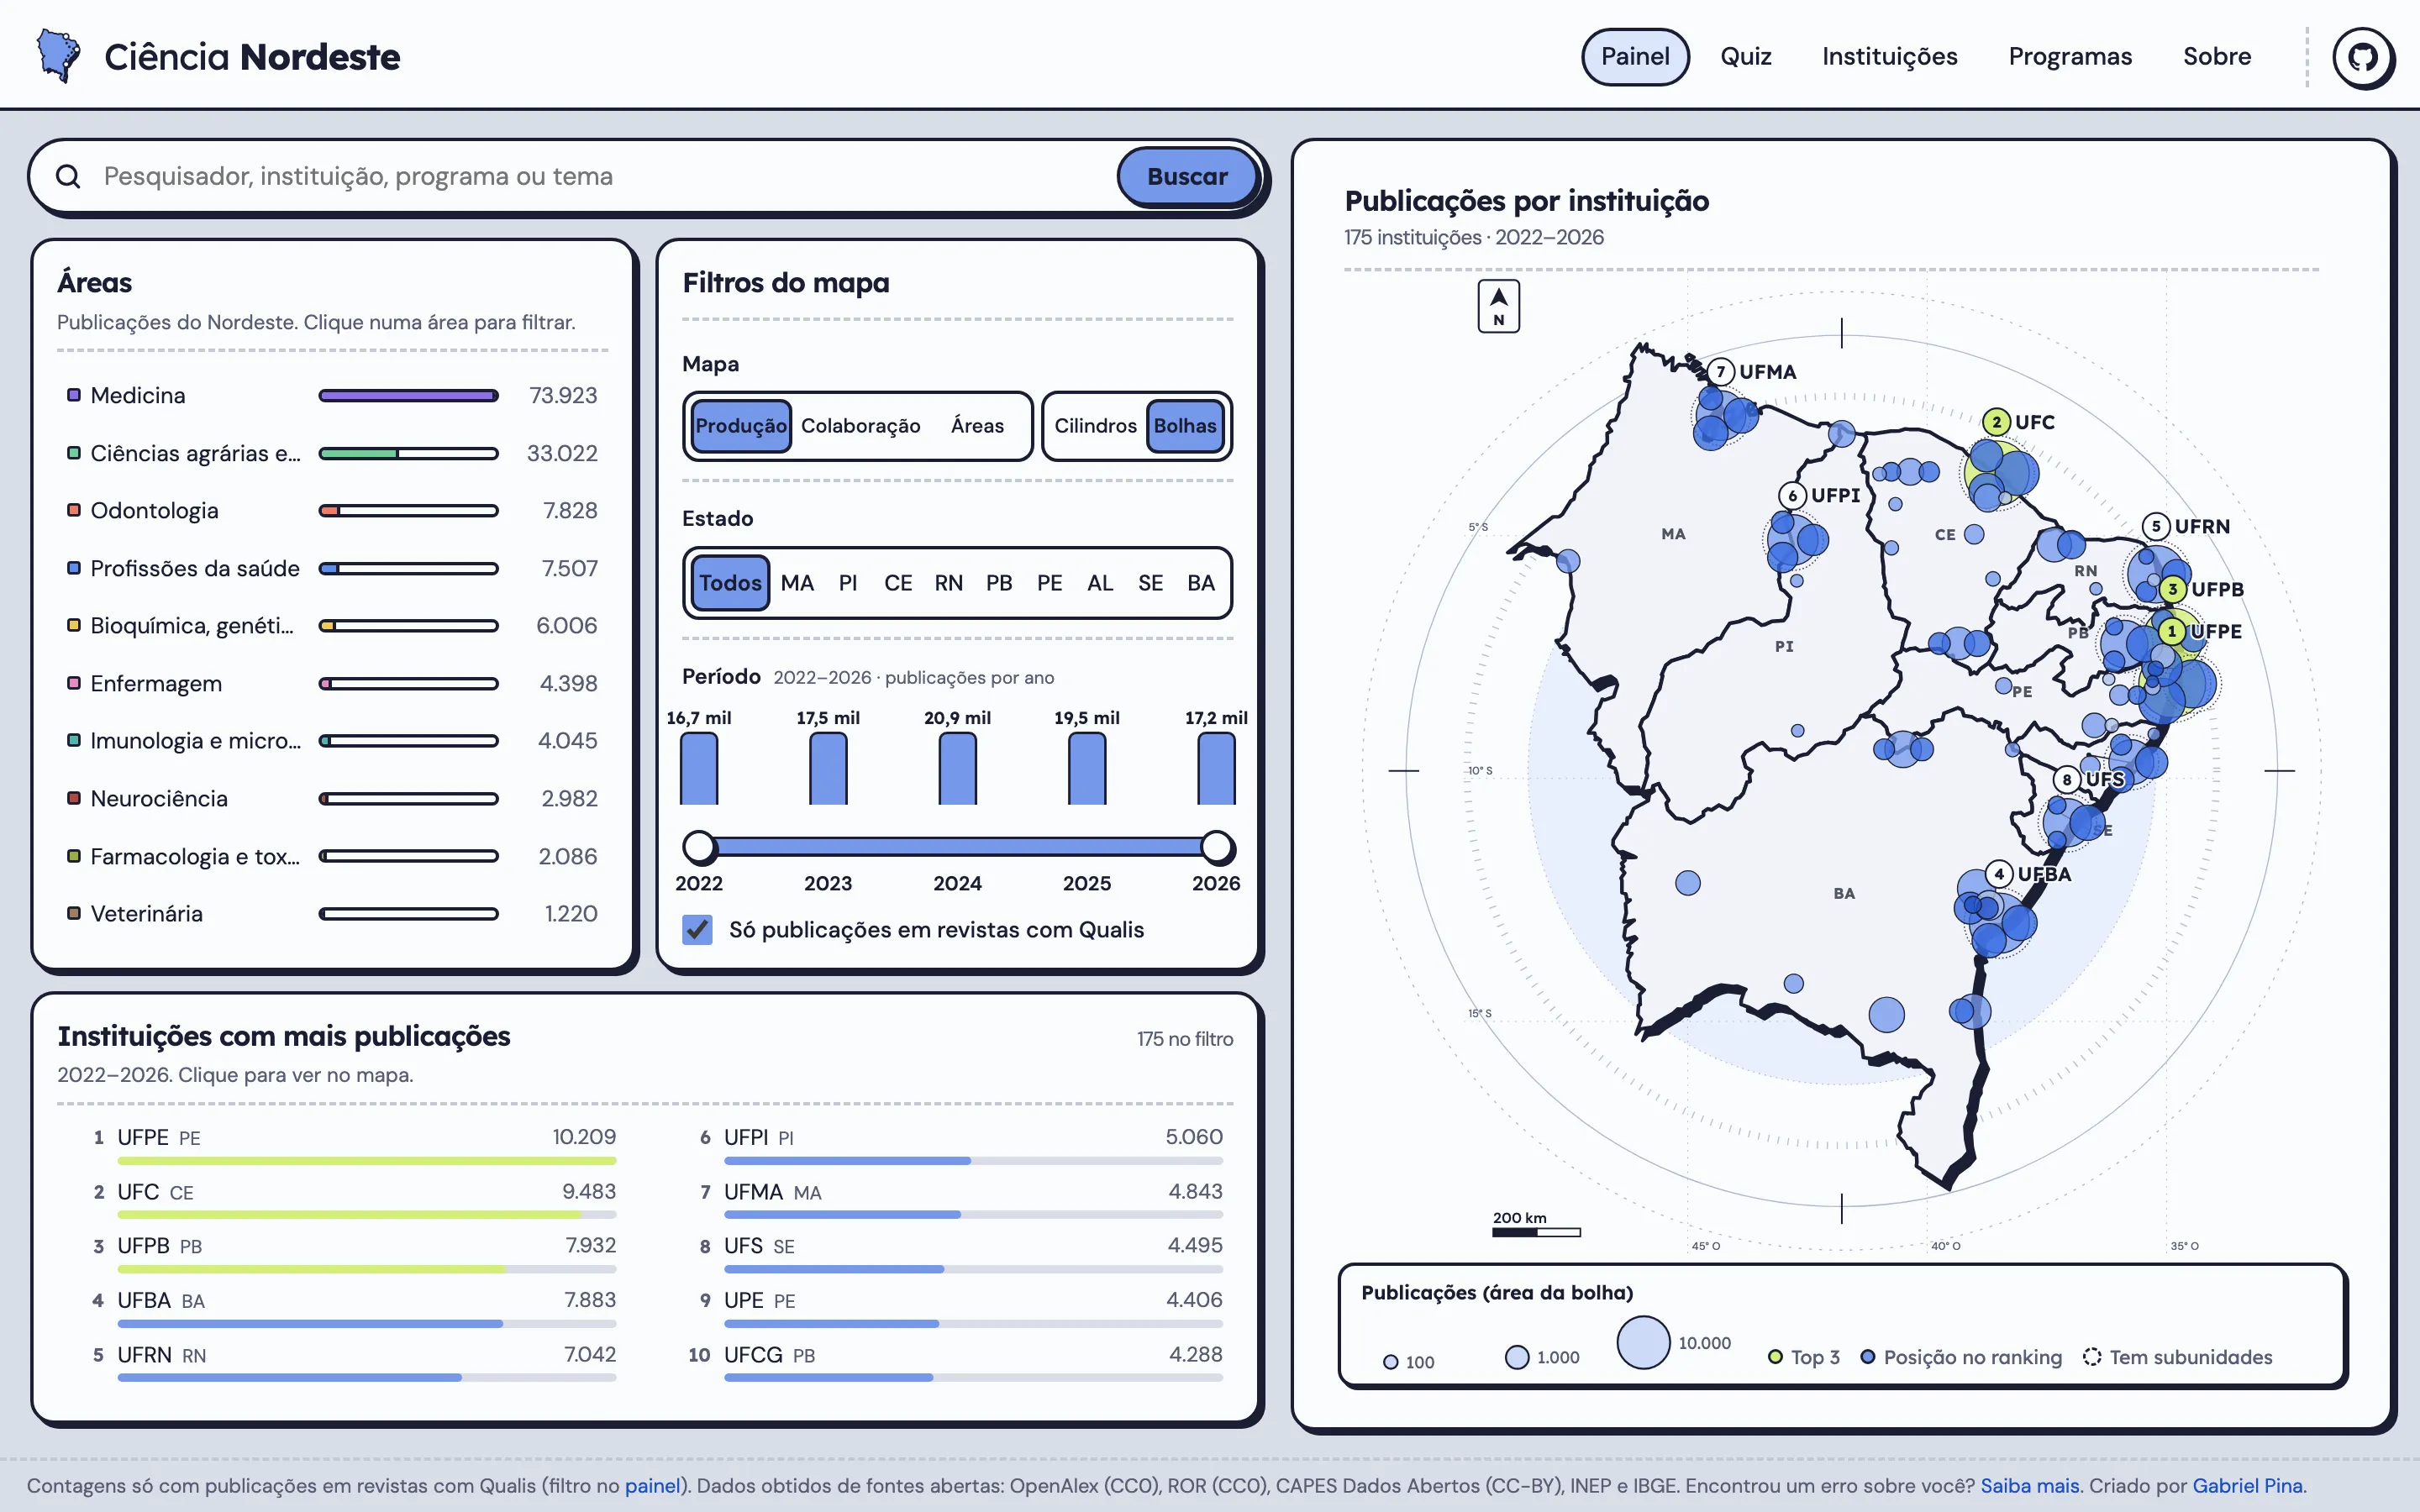 Ciência Nordeste
Painel
Quiz
Instituições
Programas
Sobre
Pesquisador, instituição, programa ou tema
Buscar
Áreas
Publicações do Nordeste. Clique numa área para filtrar.
Medicina 73.923
Ciências agrárias e... 33.022
Odontologia 7.828
Profissões da saúde 7.507
Bioquímica, genéti... 6.006
Enfermagem 4.398
Imunologia e micro... 4.045
Neurociência 2.982
Farmacologia e tox... 2.086
Veterinária 1.220
Filtros do mapa
Mapa
Produção Colaboração Áreas
Cilindros Bolhas
Estado
Todos MA PI CE RN PB PE AL SE BA
Período 2022–2026 · publicações por ano
16,7 mil 17,5 mil 20,9 mil 19,5 mil 17,2 mil
2022 2023 2024 2025 2026
Só publicações em revistas com Qualis
Instituições com mais publicações
175 no filtro
2022–2026. Clique para ver no mapa.
1 UFPE PE 10.209
2 UFC CE 9.483
3 UFPB PB 7.932
4 UFBA BA 7.883
5 UFRN RN 7.042
6 UFPI PI 5.060
7 UFMA MA 4.843
8 UFS SE 4.495
9 UPE PE 4.406
10 UFCG PB 4.288
Publicações por instituição
175 instituições · 2022–2026
N
7 UFMA
2 UFC
6 UFPI
5° S
MA
CE
5 UFRN
RN
3 UFPB
1 UFPE
PB
PI
PE
10° S
8 UFS
SE
4 UFBA
BA
15° S
200 km
45° O
40° O
35° O
Publicações (área da bolha)
100
1.000
10.000
Top 3
Posição no ranking
Tem subunidades
Contagens só com publicações em revistas com Qualis (filtro no painel). Dados obtidos de fontes abertas: OpenAlex (CC0), ROR (CC0), CAPES Dados Abertos (CC-BY), INEP e IBGE. Encontrou um erro sobre você? Saiba mais. Criado por Gabriel Pina.